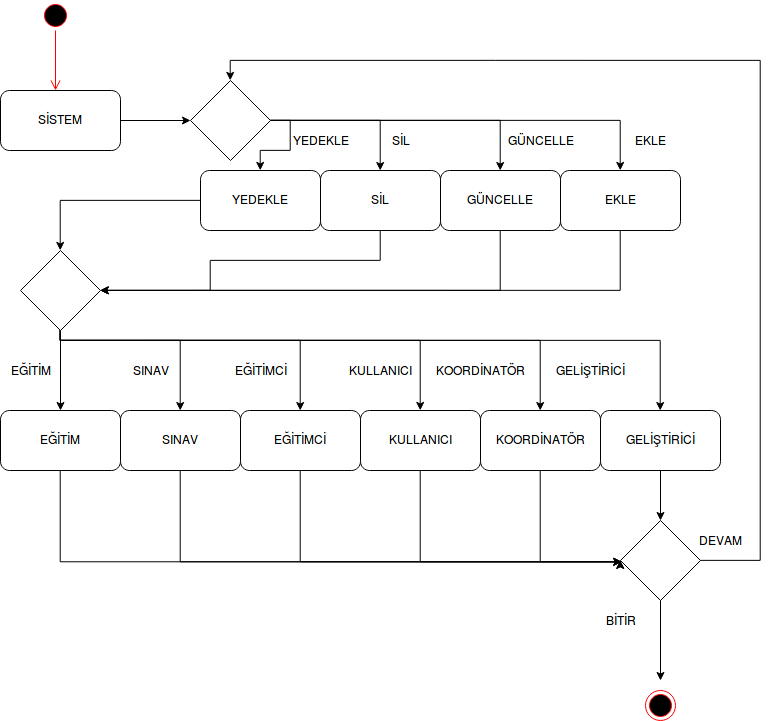 SİSTEM
YEDEKLE
SİL
GÜNCELLE
EKLE
YEDEKLE
SİL
GÜNCELLE
EKLE
EĞİTİM
SINAV
EĞİTİMCİ
KULLANICI
KOORDİNATÖR
GELİŞTİRİCİ
EĞİTİM
SINAV
EĞİTİMCİ
KULLANICI
KOORDİNATÖR
GELİŞTİRİCİ
DEVAM
BİTİR